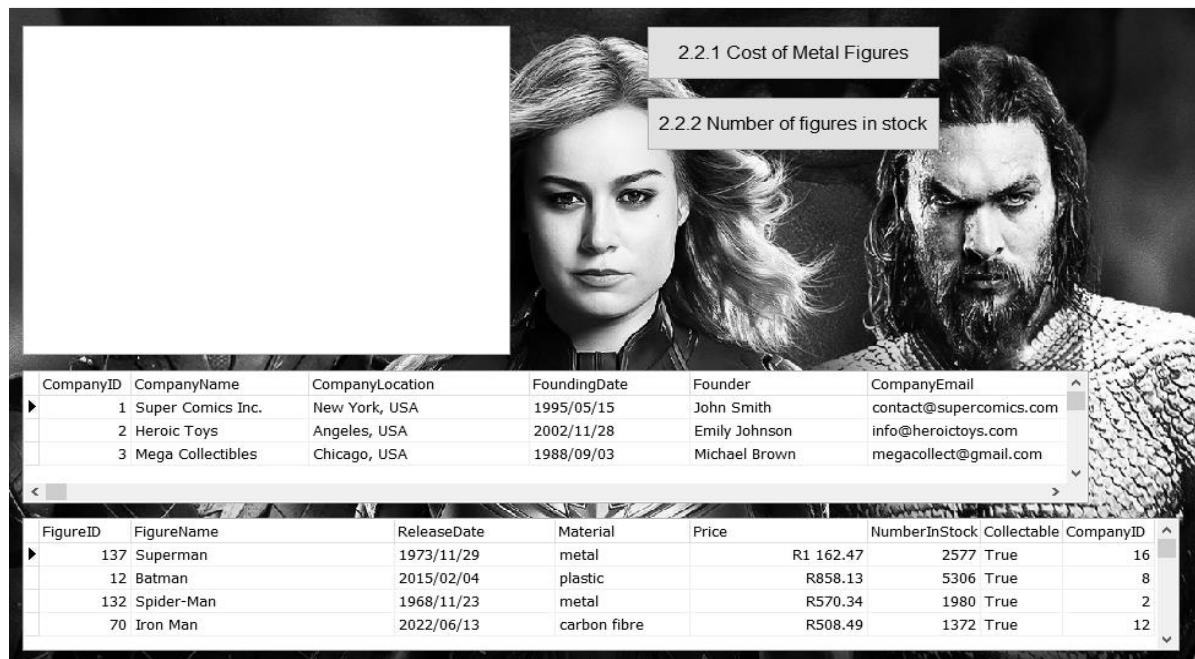 2.2.1 Cost of Metal Figures
2.2.2 Number of figures in stock
CompanyID CompanyName CompanyLocation FoundingDate Founder CompanyEmail
1 Super Comics Inc. New York, USA 1995/05/15 John Smith contact@supercomics.com
2 Heroic Toys Angeles, USA 2002/11/28 Emily Johnson info@heroictoys.com
3 Mega Collectibles Chicago, USA 1988/09/03 Michael Brown megacollect@gmail.com
FigureID FigureName ReleaseDate Material Price NumberInStock Collectable CompanyID
137 Superman 1973/11/29 metal R1 162.47 2577 True 16
12 Batman 2015/02/04 plastic R858.13 5306 True 8
132 Spider-Man 1968/11/23 metal R570.34 1980 True 2
70 Iron Man 2022/06/13 carbon fibre R508.49 1372 True 12